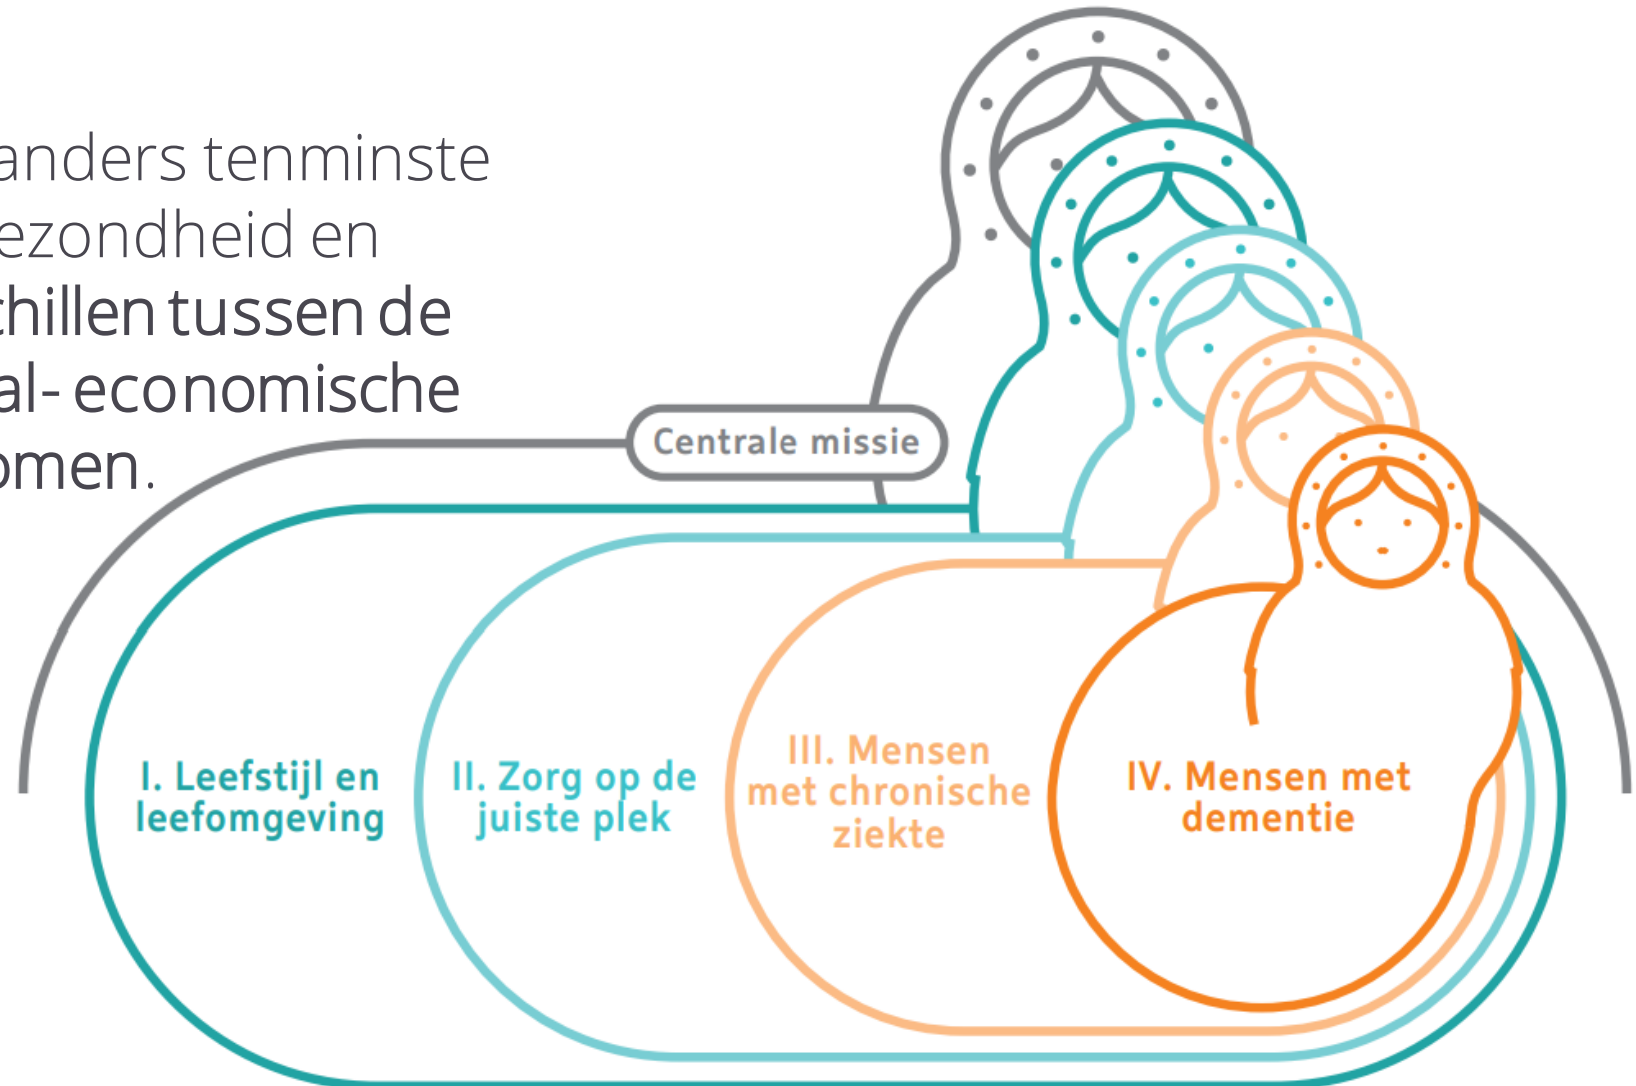 anders tenminste
ezondheid en
chillen tussen de
al- economische
omen.
Centrale missie
I. Leefstijl en
leefomgeving
II. Zorg op de
juiste plek
III. Mensen
met chronische
ziekte
IV. Mensen met
dementie